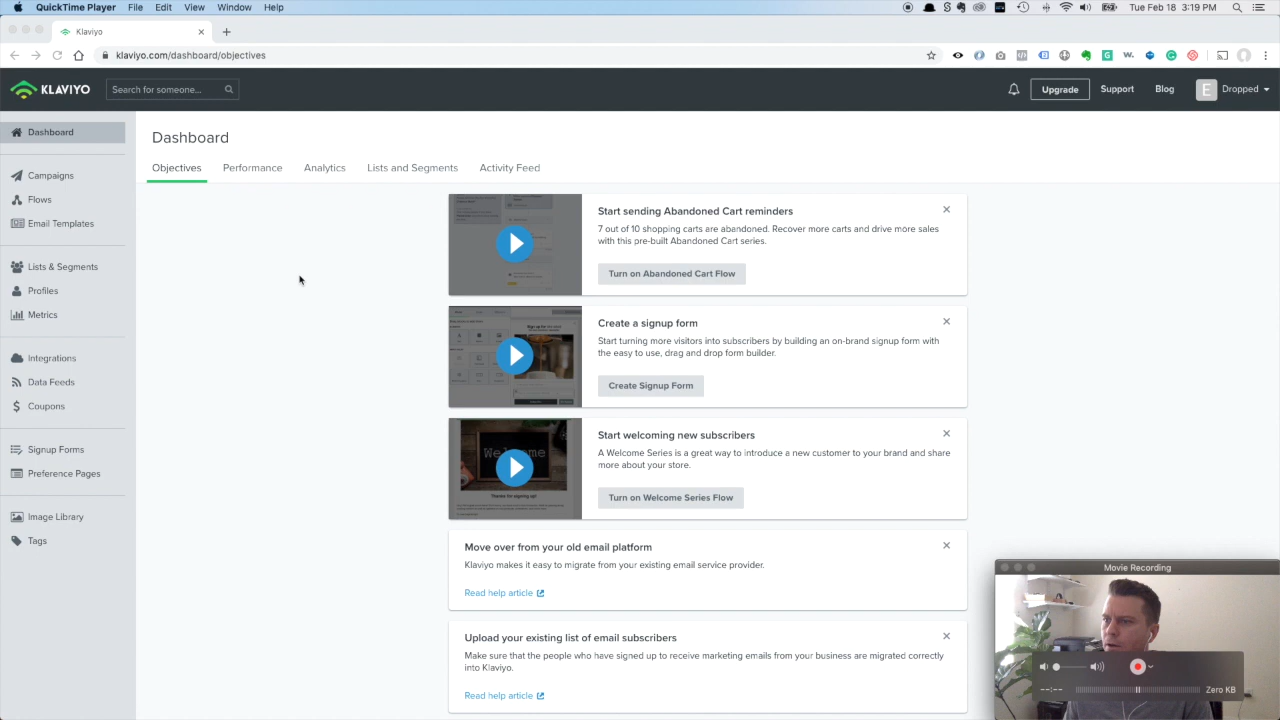 QuickTime Player File Edit View Window Help
Tue Feb 18 3:19 PM
Klaviyo
klaviyo.com/dashboard/objectives
KLAVIYO
Search for someone...
Upgrade
Support
Blog
E
Dropped
Dashboard
Campaigns
Flows
Email Templates
Lists & Segments
Profiles
Metrics
Integrations
Data Feeds
Coupons
Signup Forms
Preference Pages
Image Library
Tags
Dashboard
Objectives Performance Analytics Lists and Segments Activity Feed
Start sending Abandoned Cart reminders
7 out of 10 shopping carts are abandoned. Recover more carts and drive more sales
with this pre-built Abandoned Cart series.
Turn on Abandoned Cart Flow
Create a signup form
Start turning more visitors into subscribers by building an on-brand signup form with
the easy to use, drag and drop form builder.
Create Signup Form
Welcome
Thanks for signing up!
Start welcoming new subscribers
A Welcome Series is a great way to introduce a new customer to your brand and share
more about your store.
Turn on Welcome Series Flow
Move over from your old email platform
Klaviyo makes it easy to migrate from your existing email service provider.
Read help article
Upload your existing list of email subscribers
Make sure that the people who have signed up to receive marketing emails from your business are migrated correctly
into Klaviyo.
Read help article
Movie Recording
--:--
Zero KB